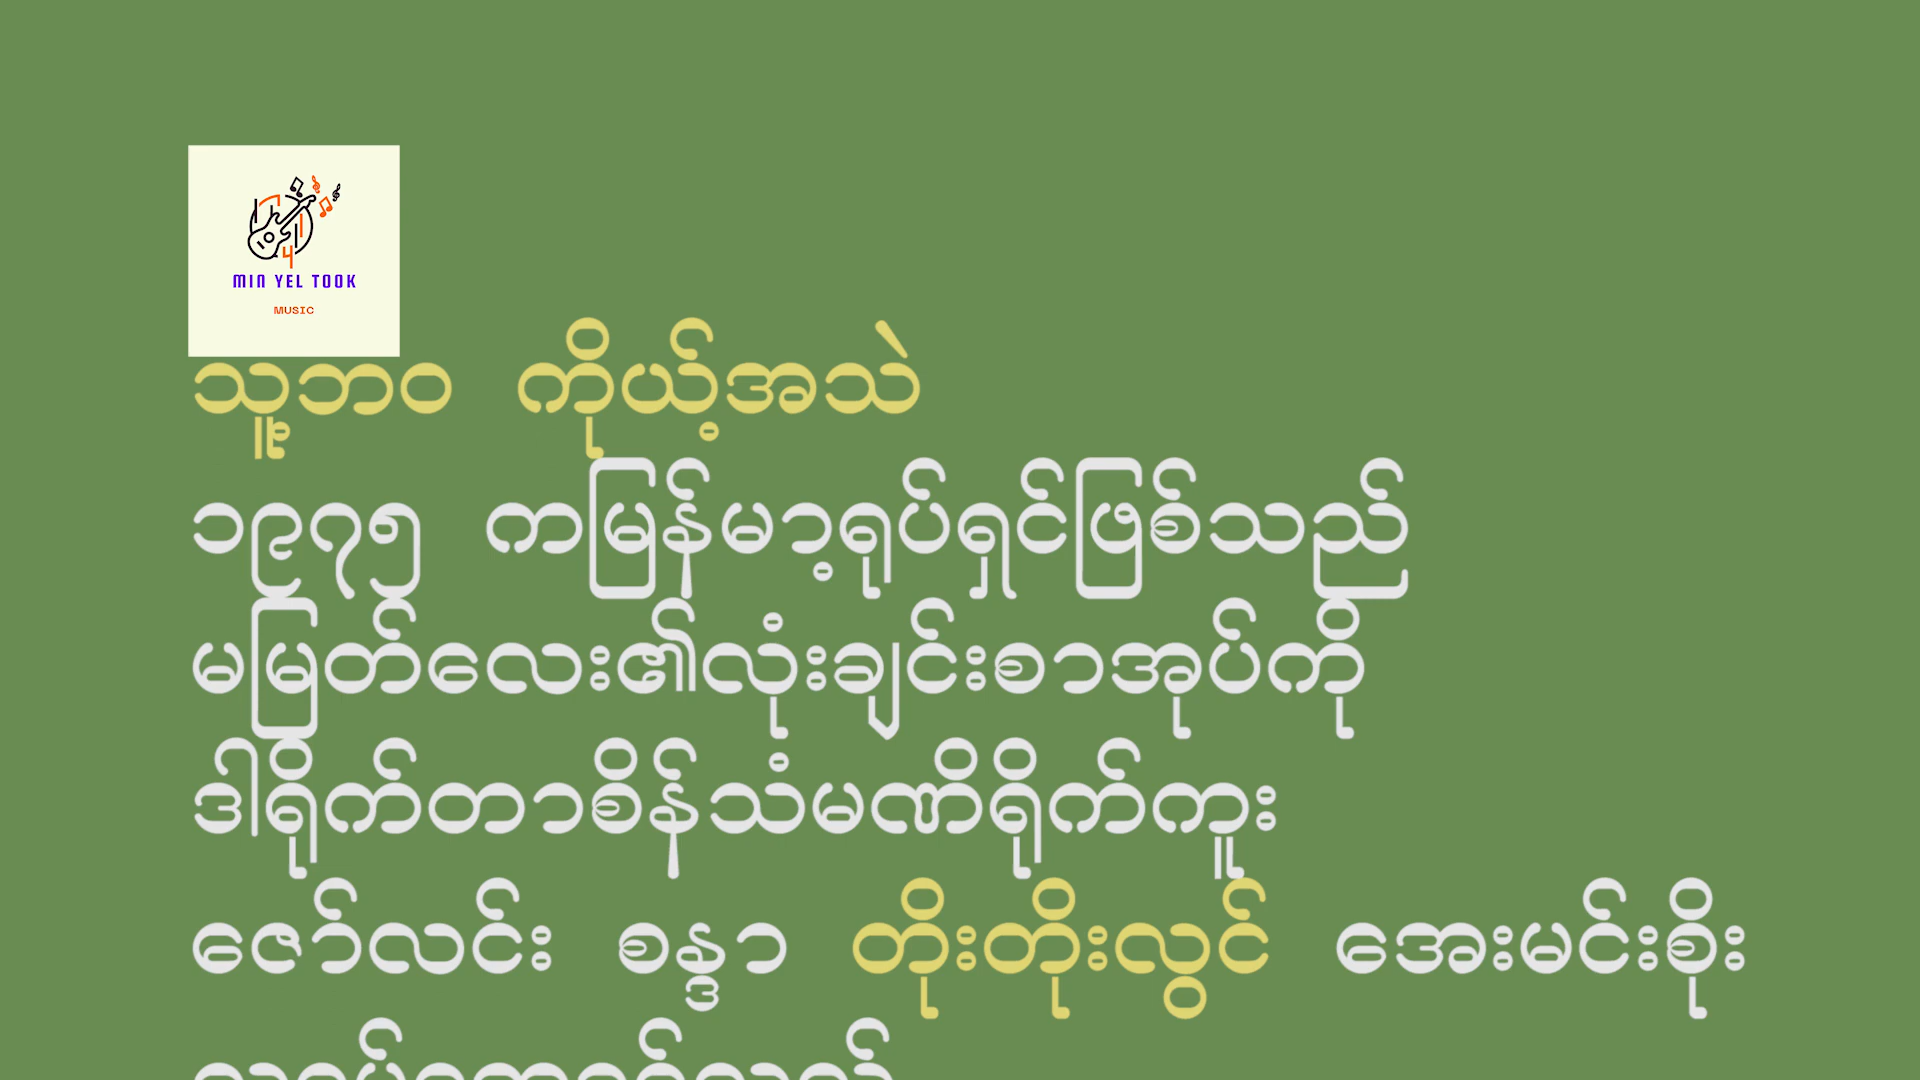 MIN YEL TOOK
MUSIC
သူ့ဘဝ ကိုယ့်အသဲ
၁၉၇၅ ကမြန်မာ့ရုပ်ရှင်ဖြစ်သည်
မမြတ်လေး၏လုံးချင်းစာအုပ်ကို
ဒါရိုက်တာစိန်သံမဏိရိုက်ကူး
ဇော်လင်း စန္ဒာ တိုးတိုးလွင် အေးမင်းစိုး